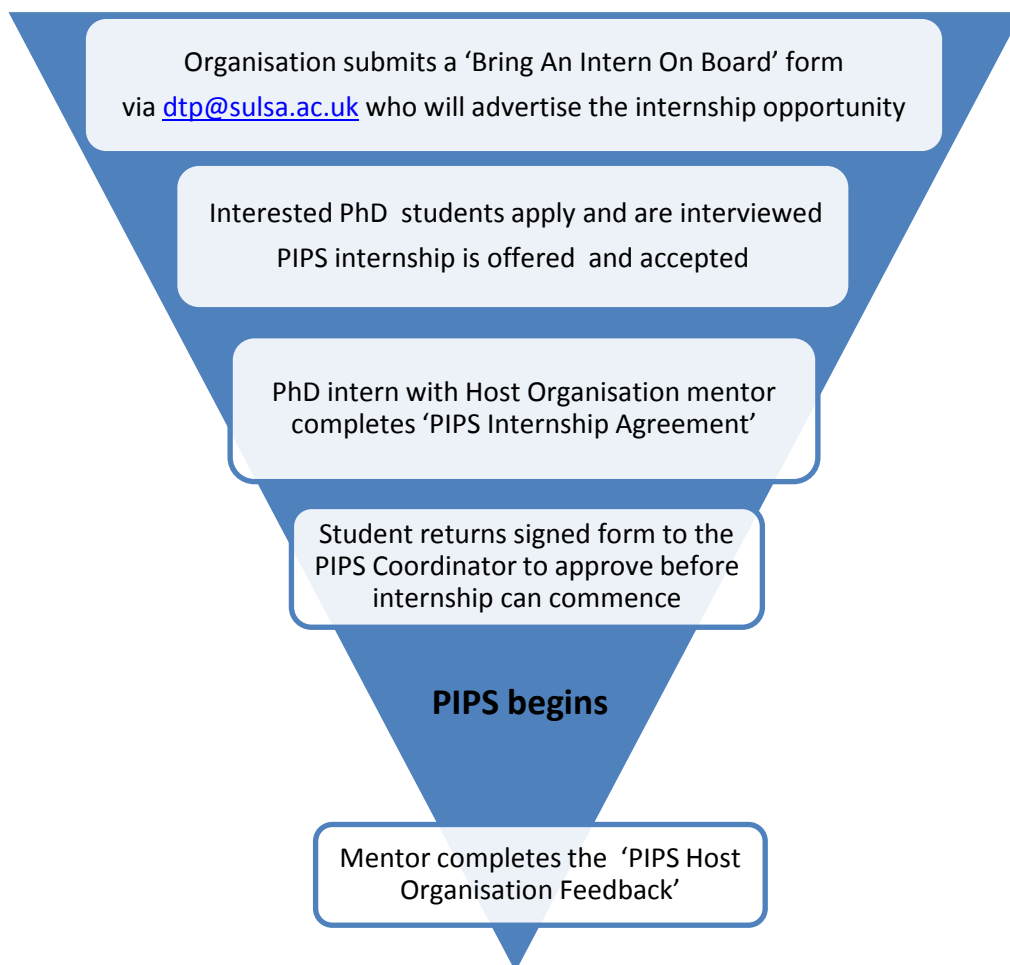 Organisation submits a ‘Bring An Intern On Board’ form
via dtp@sulsa.ac.uk who will advertise the internship opportunity
Interested PhD  students apply and are interviewed
PIPS internship is offered  and accepted
PhD intern with Host Organisation mentor
completes ‘PIPS Internship Agreement’
Student returns signed form to the
PIPS Coordinator to approve before
internship can commence
PIPS begins
Mentor completes the  ‘PIPS Host
Organisation Feedback’